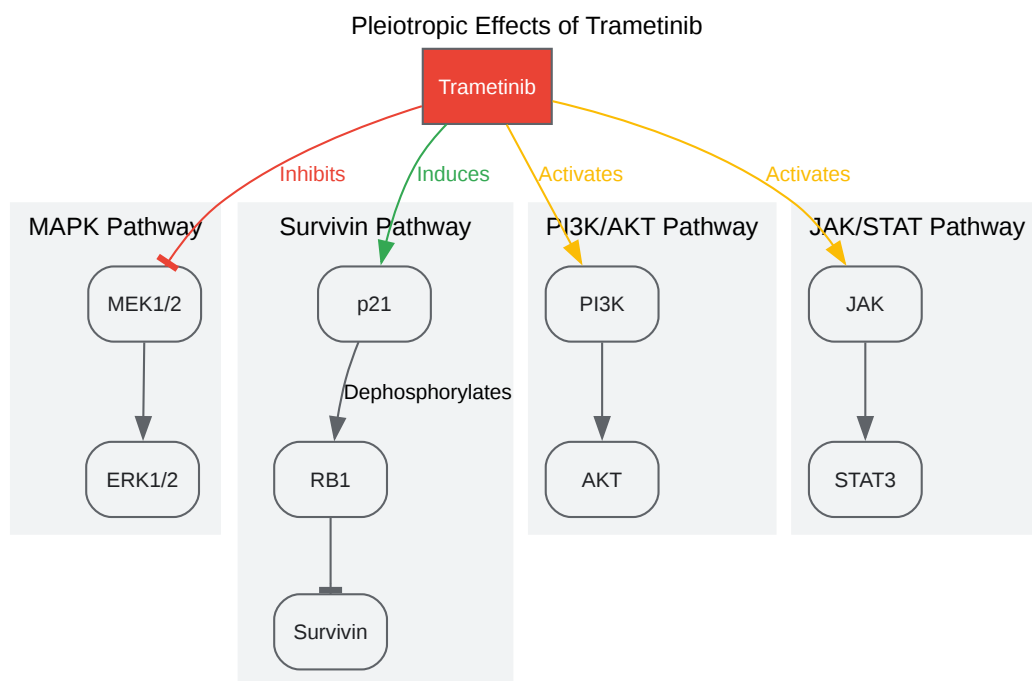 Pleiotropic Effects of Trametinib
Trametinib
Inhibits
Induces
Activates
Activates
MAPK Pathway
Survivin Pathway
PI3K/AKT Pathway
JAK/STAT Pathway
MEK1/2
p21
PI3K
JAK
Dephosphorylates
ERK1/2
RB1
AKT
STAT3
Survivin